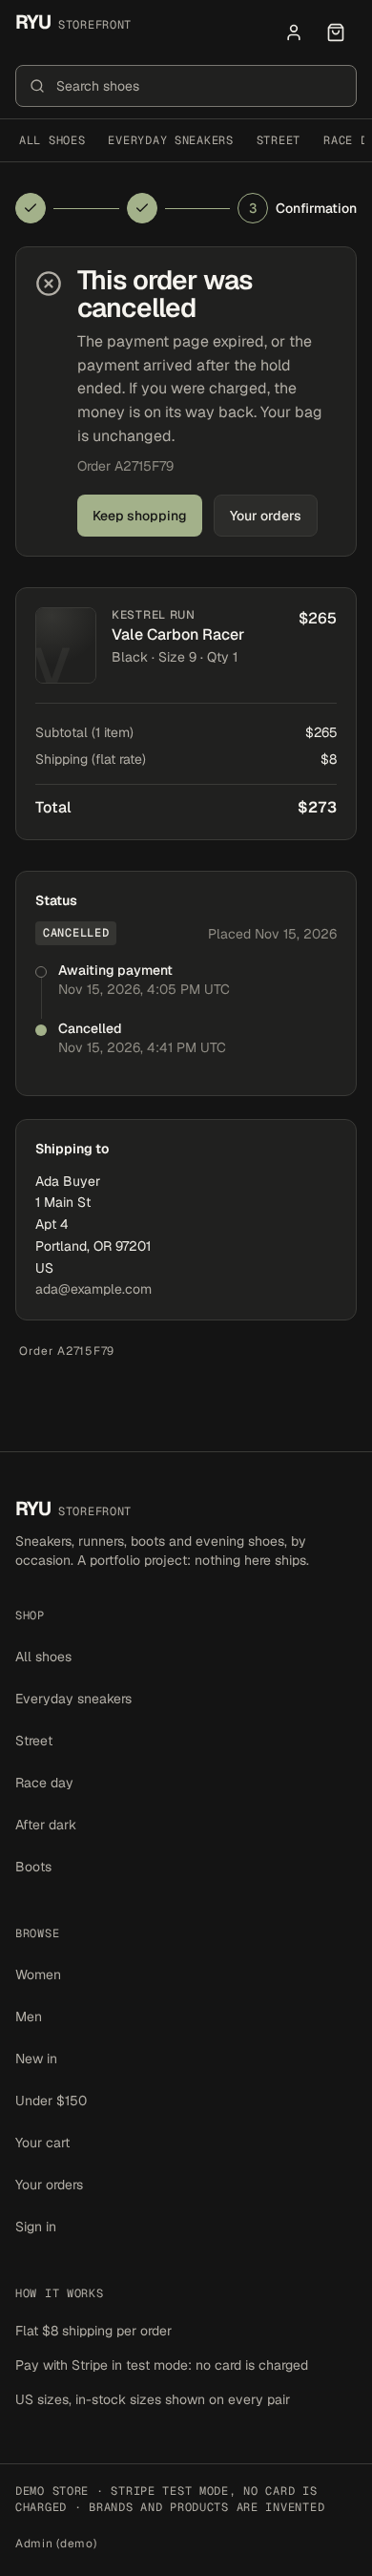 RYU STOREFRONT
Search shoes
ALL SHOES EVERYDAY SNEAKERS STREET RACE D
3 Confirmation
This order was
cancelled
The payment page expired, or the
payment arrived after the hold
ended. If you were charged, the
money is on its way back. Your bag
is unchanged.
Order A2715F79
Keep shopping Your orders
V
KESTREL RUN
Vale Carbon Racer $265
Black · Size 9 · Qty 1
Subtotal (1 item) $265
Shipping (flat rate) $8
Total $273
Status
CANCELLED Placed Nov 15, 2026
Awaiting payment
Nov 15, 2026, 4:05 PM UTC
Cancelled
Nov 15, 2026, 4:41 PM UTC
Shipping to
Ada Buyer
1 Main St
Apt 4
Portland, OR 97201
US
ada@example.com
Order A2715F79
RYU STOREFRONT
Sneakers, runners, boots and evening shoes, by
occasion. A portfolio project: nothing here ships.
SHOP
All shoes
Everyday sneakers
Street
Race day
After dark
Boots
BROWSE
Women
Men
New in
Under $150
Your cart
Your orders
Sign in
HOW IT WORKS
Flat $8 shipping per order
Pay with Stripe in test mode: no card is charged
US sizes, in-stock sizes shown on every pair
DEMO STORE · STRIPE TEST MODE, NO CARD IS
CHARGED · BRANDS AND PRODUCTS ARE INVENTED
Admin (demo)